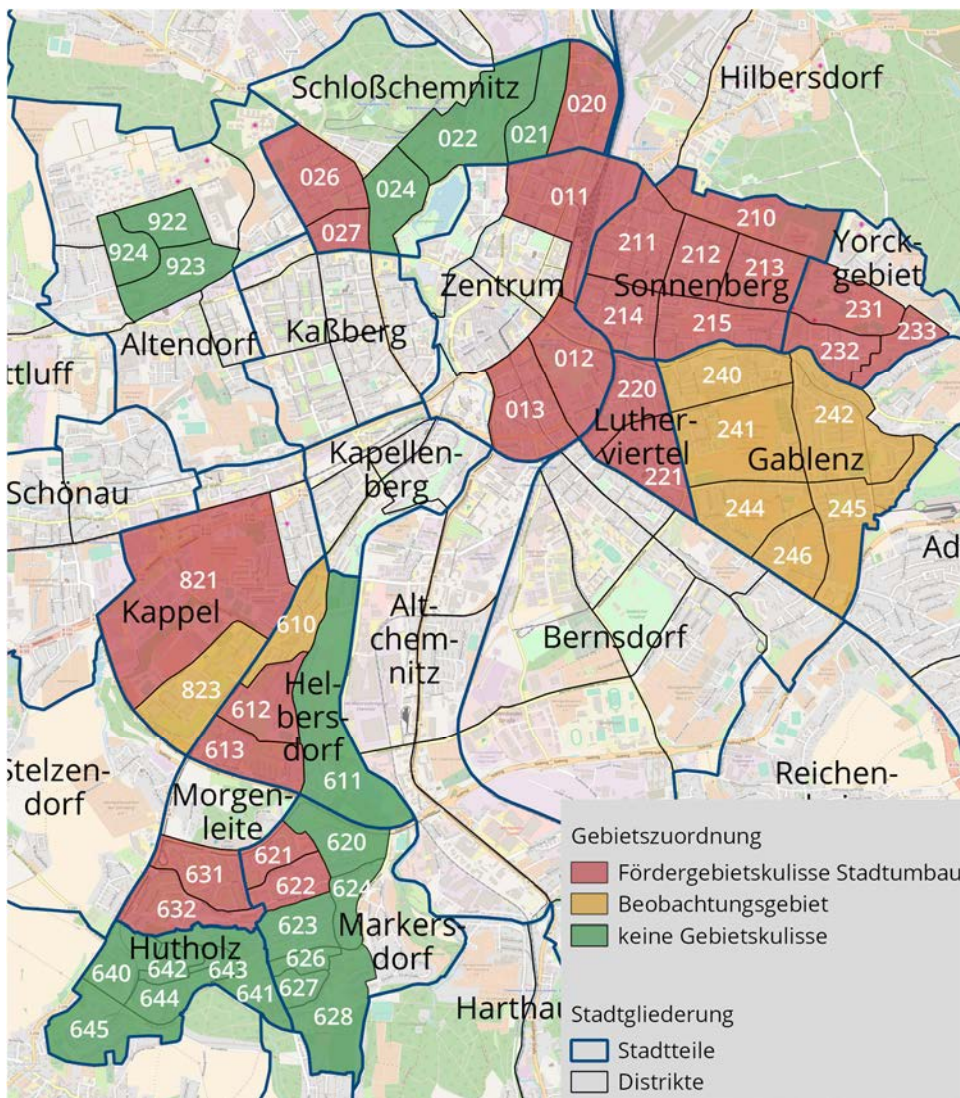 Schloßchemnitz
Hilbersdorf
020
022
021
026
024
011
027
922
924
923
210
211
212
213
Yorck-
gebiet
Zentrum
Sonnenberg
231
214
215
233
232
Altendorf
Kaßberg
012
ttluff
220
240
242
013
Luther-
viertel
241
Gablenz
221
Kapellen-
berg
Schönau
244
245
246
Ad
821
Kappel
610
Alt-
chem-
nitz
Bernsdorf
823
612
Hel-
bers-
dorf
613
611
Stelzen-
dorf
Morgen-
leite
Reichen-
620
621
631
622
624
632
623
Markers-
dorf
Hutholz
626
640
642
643
627
644
641
628
645
Harthau
Gebietszuordnung
Fördergebietskulisse Stadtumbau
Beobachtungsgebiet
keine Gebietskulisse
Stadtgliederung
Stadtteile
Distrikte